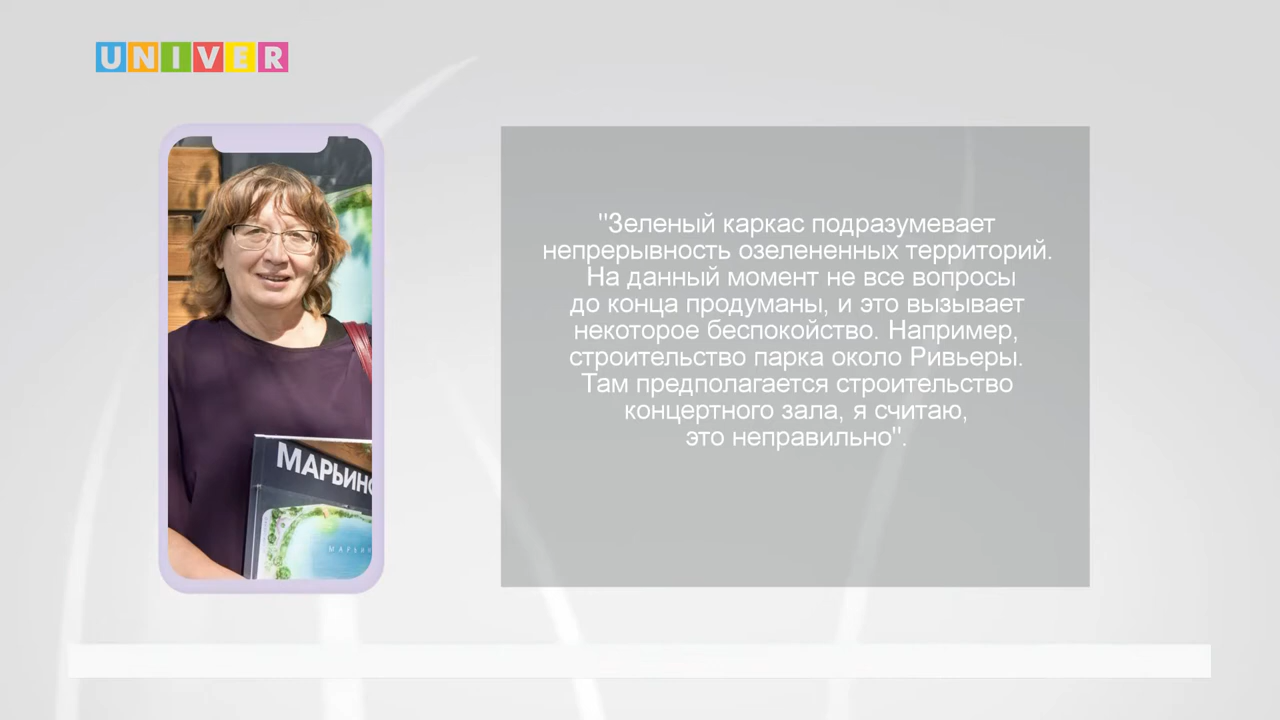 UNIVER
"Зеленый каркас подразумевает
непрерывность озелененных территорий.
На данный момент не все вопросы
до конца продуманы, и это вызывает
некоторое беспокойство. Например,
строительство парка около Ривьеры.
Там предполагается строительство
концертного зала, я считаю,
это неправильно".
МАРЬИНО